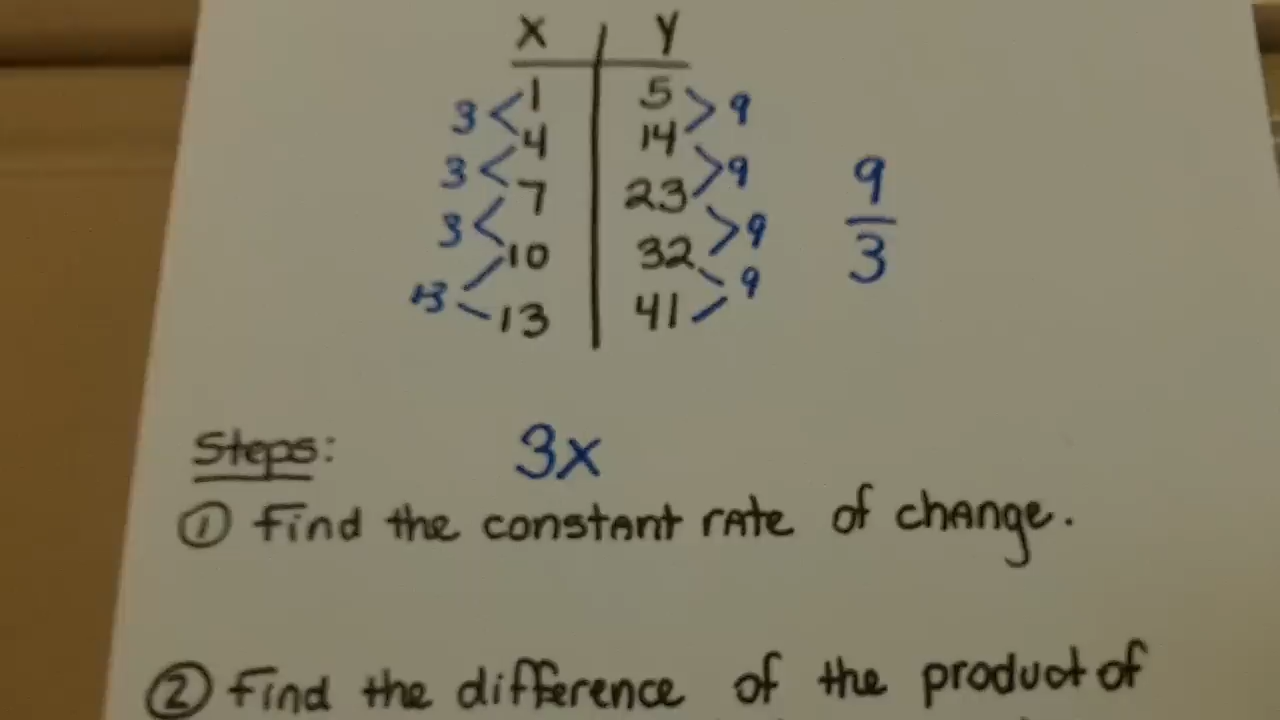 X Y
1 5
3 9
4 14
3 9
7 23
3 9
10 32
+3 9
13 41
9
3
Steps: 3x
① Find the constant rate of change.
② Find the difference of the product of